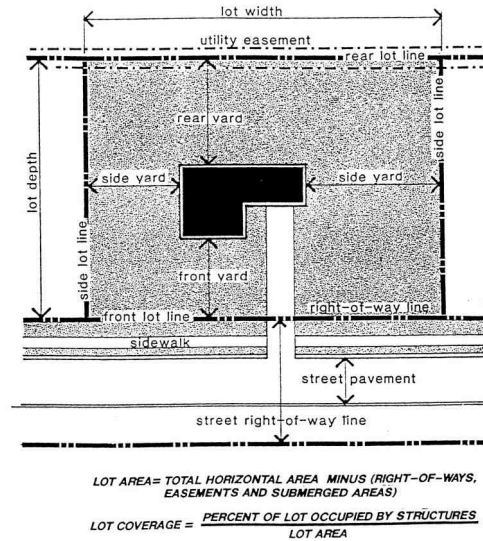 lot width
utility easement
rear lot line
rear yard
side lot line
lot depth
side yard
side yard
side lot line
front yard
front lot line
right-of-way line
sidewalk
street pavement
street right-of-way line
LOT AREA= TOTAL HORIZONTAL AREA MINUS (RIGHT-OF-WAYS,
EASEMENTS AND SUBMERGED AREAS)
LOT COVERAGE = PERCENT OF LOT OCCUPIED BY STRUCTURES
LOT AREA